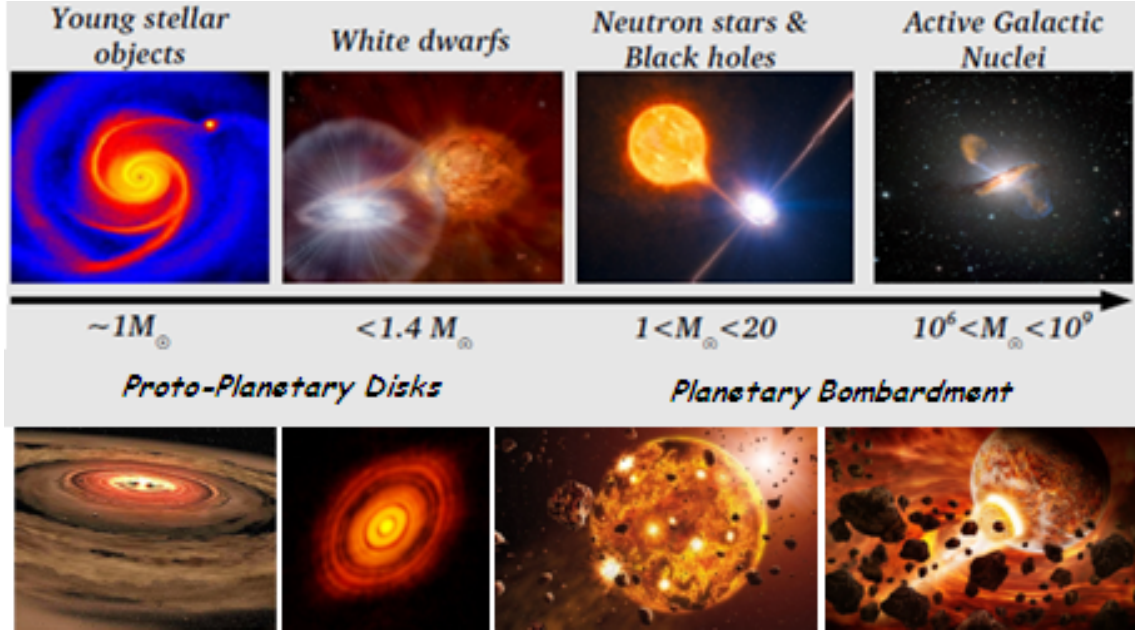 Young stellar
objects
White dwarfs
Neutron stars &
Black holes
Active Galactic
Nuclei
~1M☉
<1.4 M☉
1<M☉<20
10⁶<M☉<10⁹
Proto-Planetary Disks
Planetary Bombardment